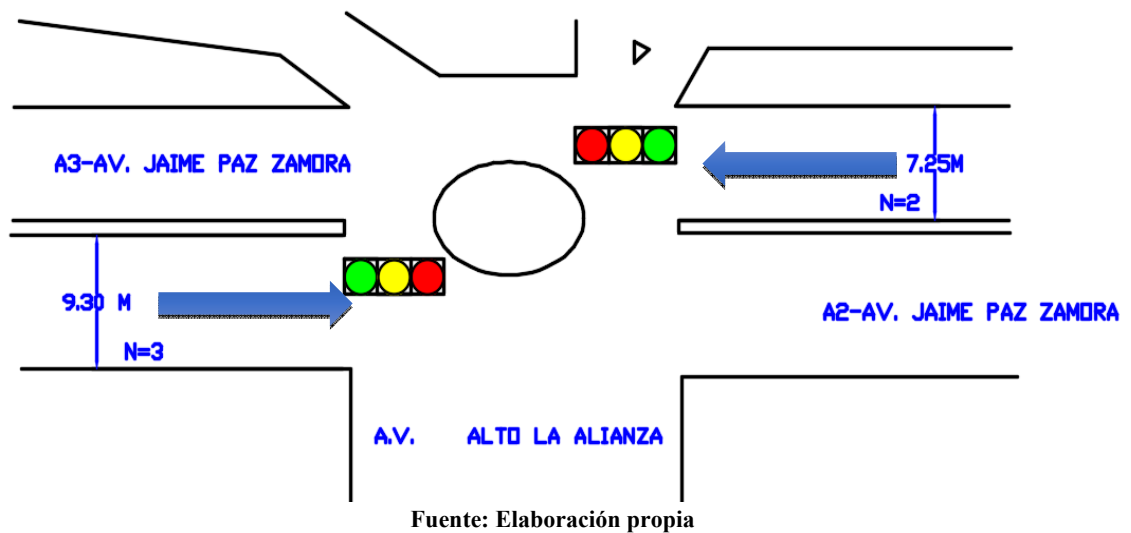 A3-AV. JAIME PAZ ZAMORA
7.25M
N=2
9.30 M
A2-AV. JAIME PAZ ZAMORA
N=3
A.V. ALTO LA ALIANZA
Fuente: Elaboración propia